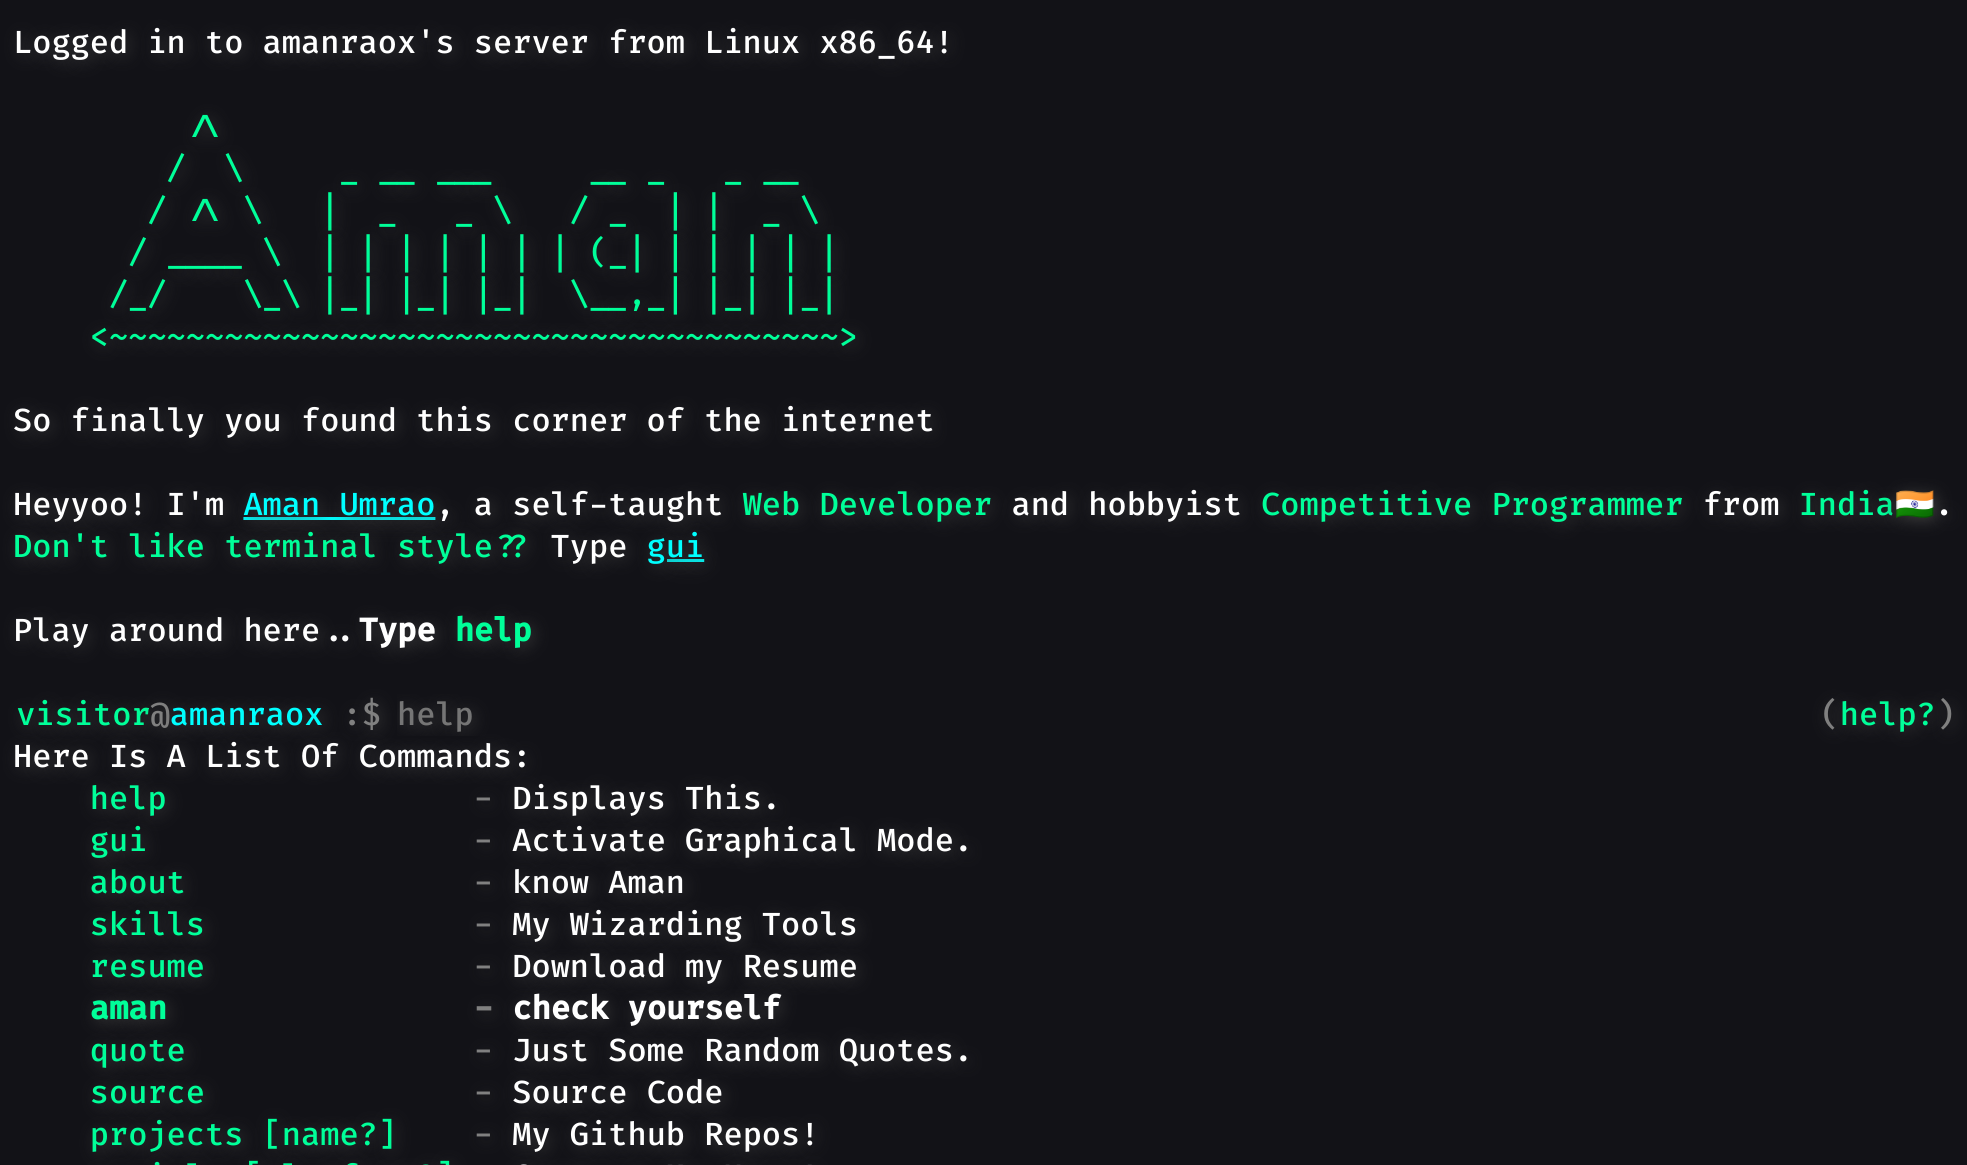 Logged in to amanraox's server from Linux x86_64!
Aman
So finally you found this corner of the internet
Heyyoo! I'm Aman Umrao, a self-taught Web Developer and hobbyist Competitive Programmer from India🇮🇳.
Don't like terminal style?? Type gui
Play around here..Type help
visitor@amanraox :$ help (help?)
Here Is A List Of Commands:
help - Displays This.
gui - Activate Graphical Mode.
about - know Aman
skills - My Wizarding Tools
resume - Download my Resume
aman - check yourself
quote - Just Some Random Quotes.
source - Source Code
projects [name?] - My Github Repos!